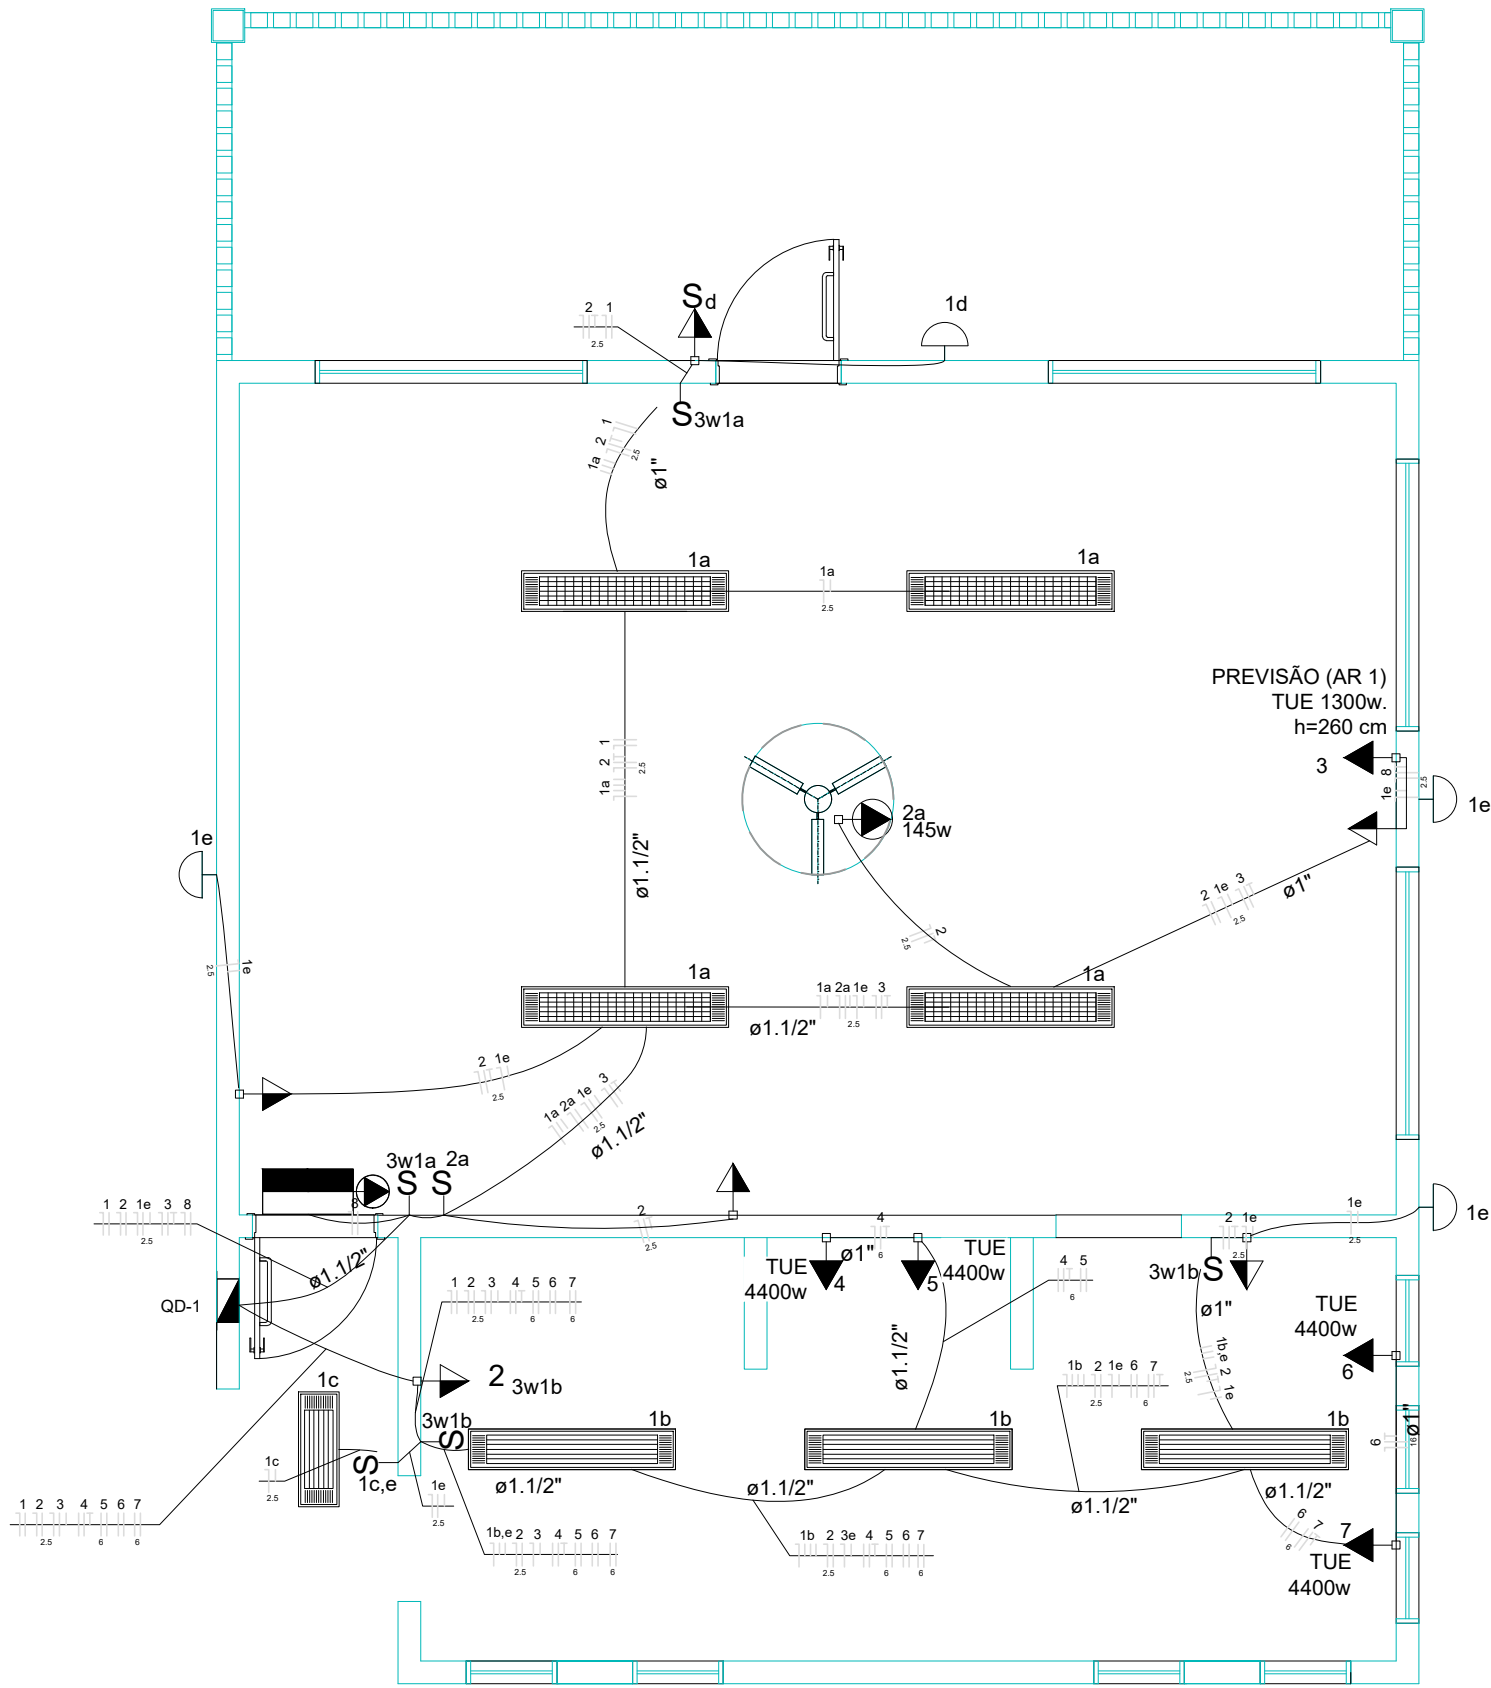 S d
1d
2 1
2.5
S 3w1a
1a 2 1
2.5
ø1"
1a
1a
1a
2.5
PREVISÃO (AR 1)
TUE 1300w.
h=260 cm
3
1e 8
2.5
1e
1a 2 1
2.5
ø1.1/2"
2a
145w
1e
1e
2.5
2
2.5
2 1e 3
2.5
ø1"
1a
1a
1a 2a 1e 3
2.5
ø1.1/2"
2 1e
2.5
1a 2a 1e 3
2.5
ø1.1/2"
3w1a 2a
S S
8
1 2 1e 3 8
2.5
ø1.1/2"
2
2.5
4
ø1"
TUE
4400w
4
TUE
4400w
5
2 1e
2.5
1e
2.5
1e
3w1b S
ø1"
4 5
6
QD-1
1 2 3 4 5 6 7
2.5 6 6
ø1.1/2"
TUE
4400w
6
1b,e 2 1e
2.5
2 3w1b
1b 2 1e 6 7
2.5 6
1c
3w1b
S
1b
1b
1b
ø1"
6
16
S
1c,e
1c
2.5
1e
2.5
ø1.1/2"
ø1.1/2"
ø1.1/2"
ø1.1/2"
1 2 3 4 5 6 7
2.5 6 6
1b,e 2 3 4 5 6 7
2.5 6 6
1b 2 3e 4 5 6 7
2.5 6 6
6 7
6
7
TUE
4400w